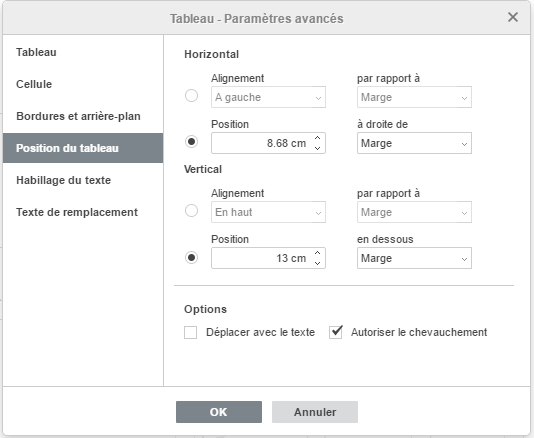 Tableau - Paramètres avancés
Tableau
Cellule
Bordures et arrière-plan
Position du tableau
Habillage du texte
Texte de remplacement
Horizontal
Alignement par rapport à
A gauche Marge
Position à droite de
8.68 cm Marge
Vertical
Alignement par rapport à
En haut Marge
Position en dessous
13 cm Marge
Options
Déplacer avec le texte Autoriser le chevauchement
OK Annuler